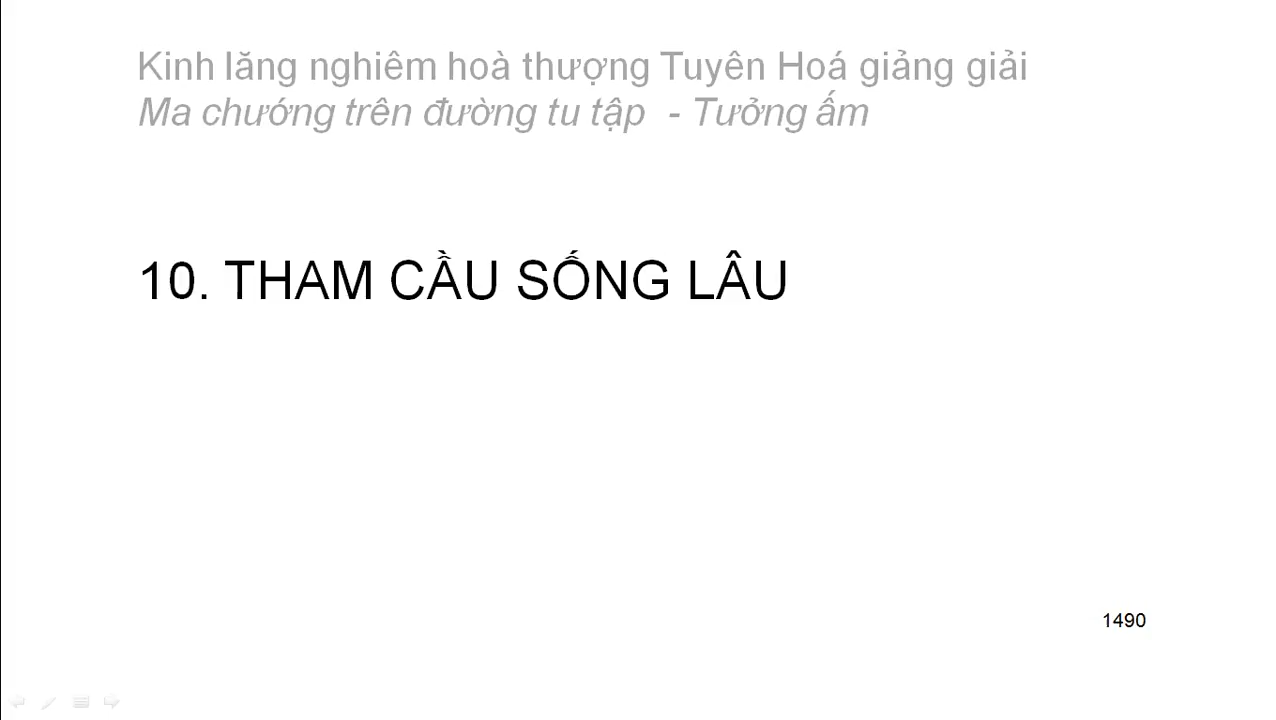 Kinh lăng nghiêm hoà thượng Tuyên Hoá giảng giải
Ma chướng trên đường tu tập - Tưởng ấm
10. THAM CẦU SỐNG LÂU
1490